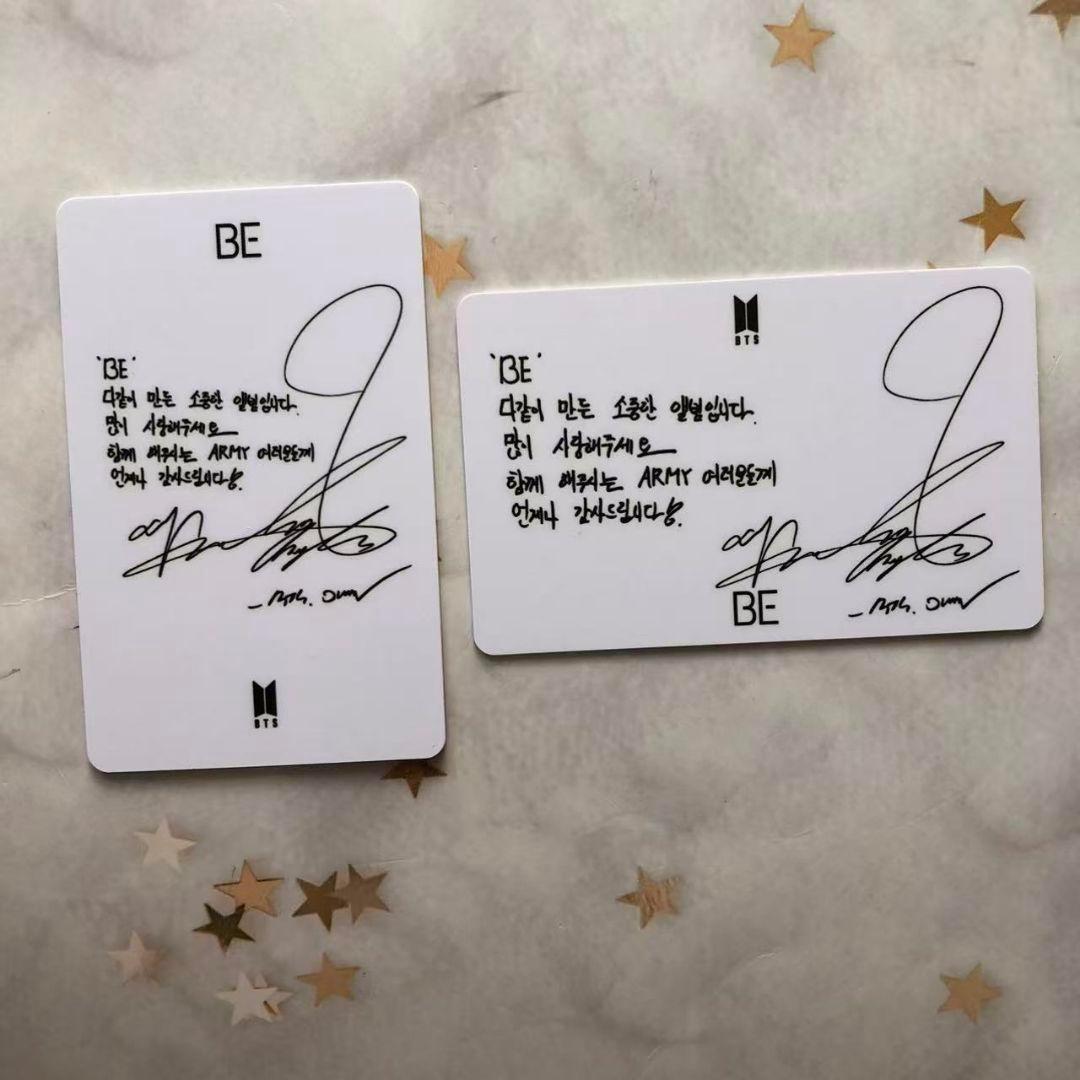 BE
'BE'
다같이 만든 소중한 앨범입니다.
많이 사랑해주세요
함께 해주시는 ARMY 여러분들께
언제나 감사드립니다!
BTS
BTS
'BE'
다같이 만든 소중한 앨범입니다.
많이 사랑해주세요
함께 해주시는 ARMY 여러분들께
언제나 감사드립니다!
BE